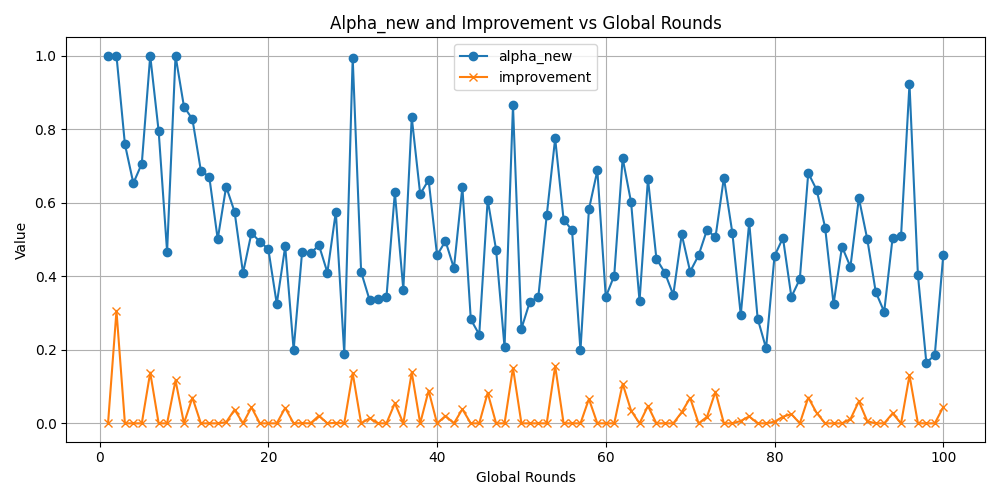 Alpha_new and Improvement vs Global Rounds
alpha_new
improvement
Value
1.0
0.8
0.6
0.4
0.2
0.0
0
20
40
60
80
100
Global Rounds